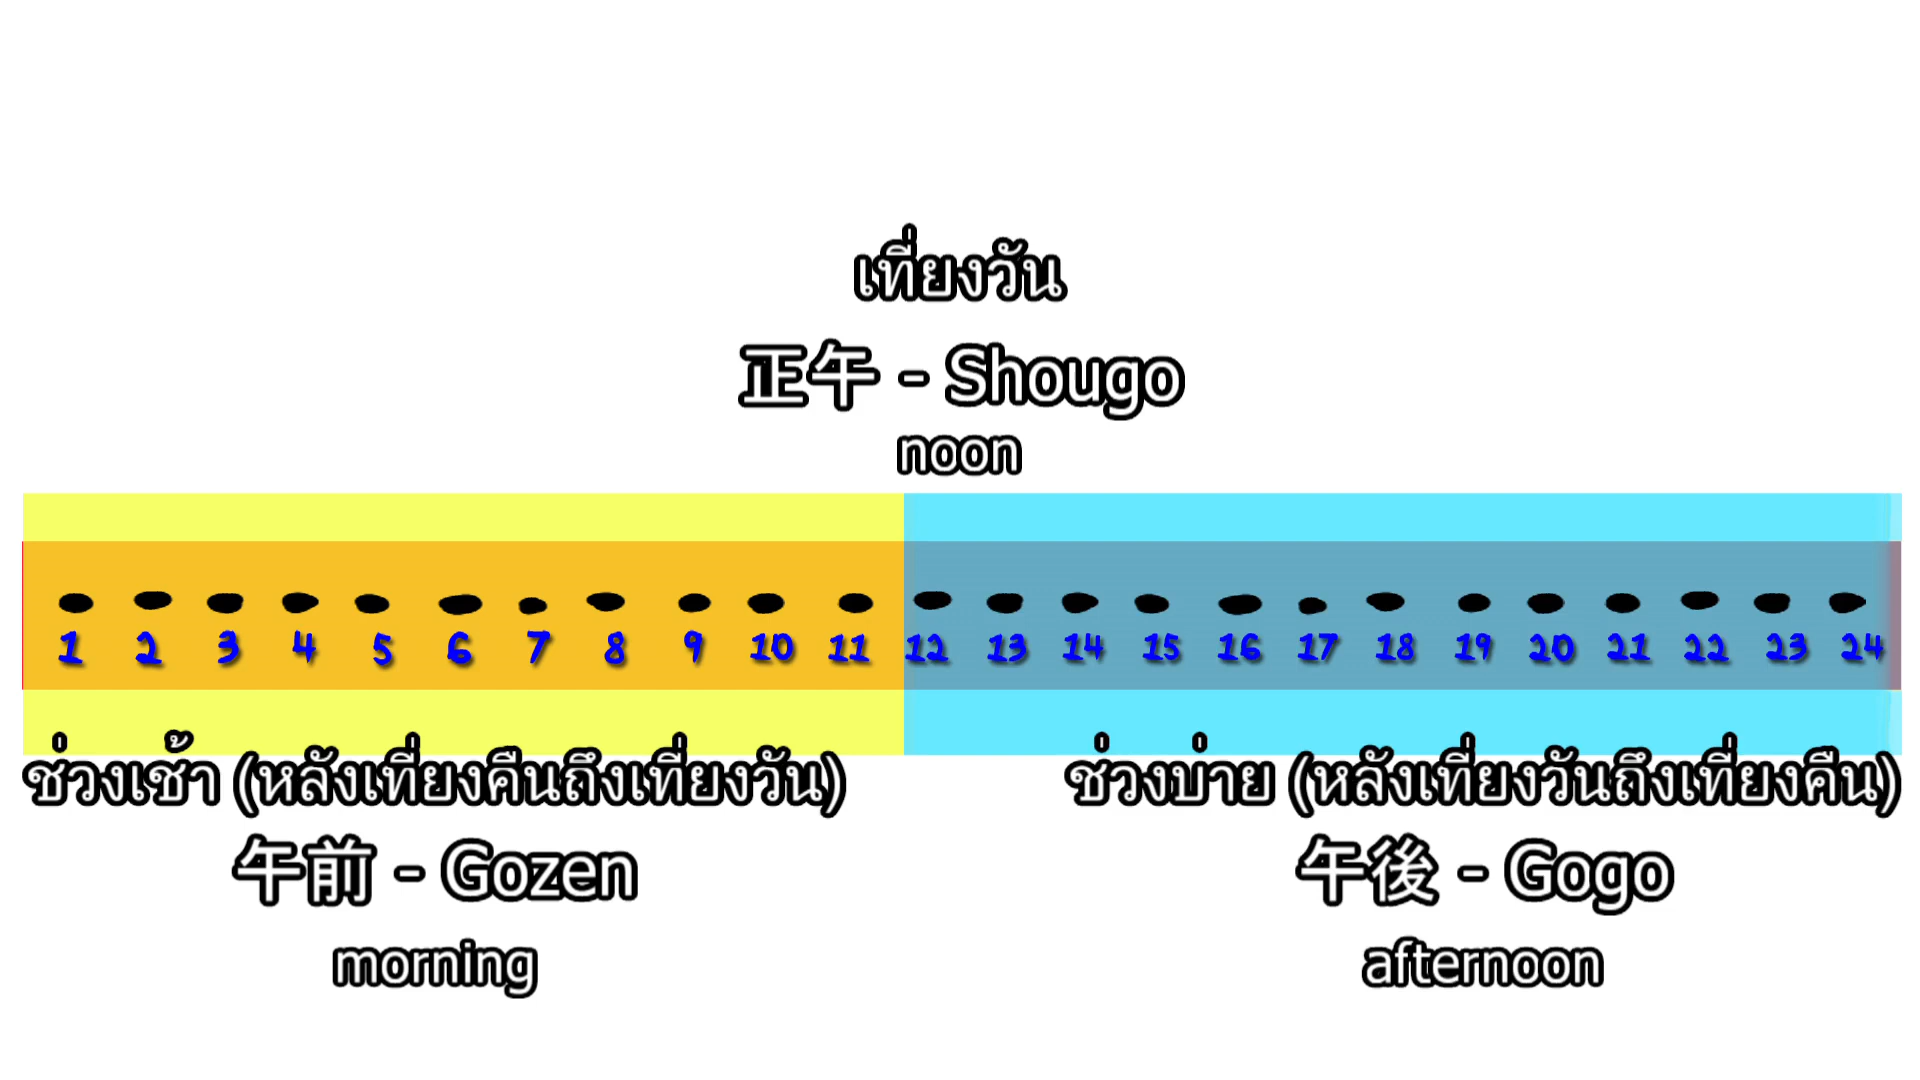 เที่ยงวัน
正午 - Shougo
noon
1 2 3 4 5 6 7 8 9 10 11 12 13 14 15 16 17 18 19 20 21 22 23 24
ช่วงเช้า (หลังเที่ยงคืนถึงเที่ยงวัน)
午前 - Gozen
morning
ช่วงบ่าย (หลังเที่ยงวันถึงเที่ยงคืน)
午後 - Gogo
afternoon